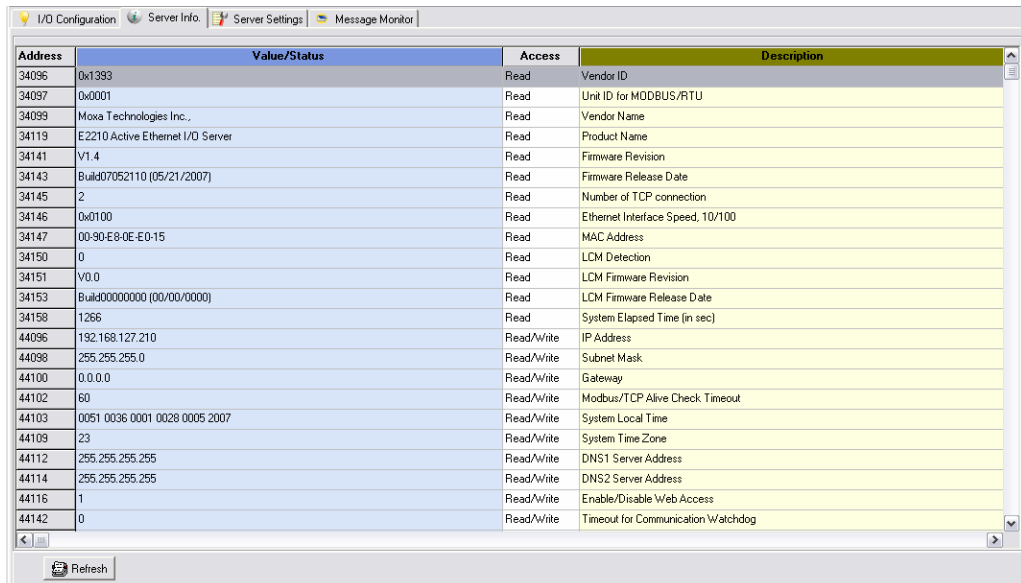 I/O Configuration Server Info. Server Settings Message Monitor
Address Value/Status Access Description
34096 0x1393 Read Vendor ID
34097 0x0001 Read Unit ID for MODBUS/RTU
34099 Moxa Technologies Inc., Read Vendor Name
34119 E2210 Active Ethernet I/O Server Read Product Name
34141 V1.4 Read Firmware Revision
34143 Build07052110 (05/21/2007) Read Firmware Release Date
34145 2 Read Number of TCP connection
34146 0x0100 Read Ethernet Interface Speed, 10/100
34147 00-90-E8-0E-E0-15 Read MAC Address
34150 0 Read LCM Detection
34151 V0.0 Read LCM Firmware Revision
34153 Build00000000 (00/00/0000) Read LCM Firmware Release Date
34158 1266 Read System Elapsed Time (in sec)
44096 192.168.127.210 Read/Write IP Address
44098 255.255.255.0 Read/Write Subnet Mask
44100 0.0.0.0 Read/Write Gateway
44102 60 Read/Write Modbus/TCP Alive Check Timeout
44103 0051 0036 0001 0028 0005 2007 Read/Write System Local Time
44109 23 Read/Write System Time Zone
44112 255.255.255.255 Read/Write DNS1 Server Address
44114 255.255.255.255 Read/Write DNS2 Server Address
44116 1 Read/Write Enable/Disable Web Access
44142 0 Read/Write Timeout for Communication Watchdog
Refresh